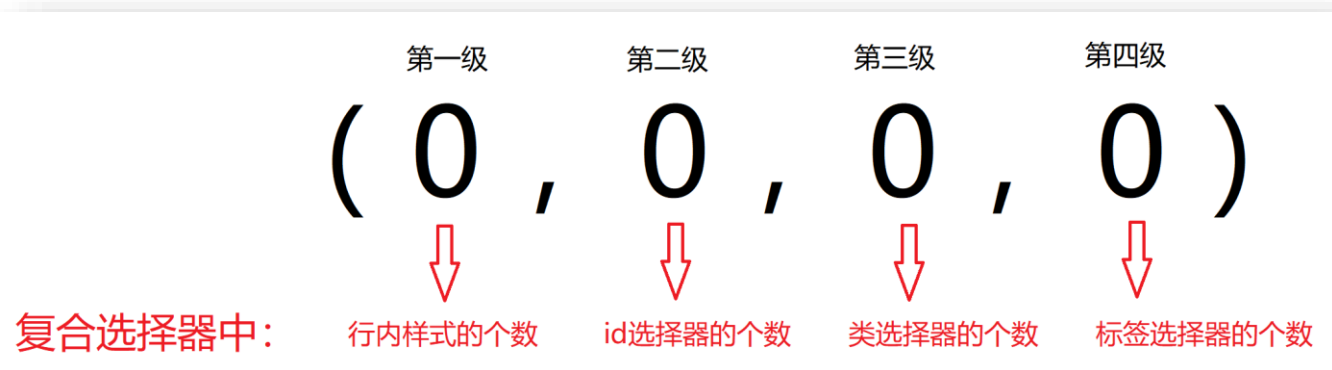 第一级 第二级 第三级 第四级
( 0 , 0 , 0 , 0 )
复合选择器中： 行内样式的个数 id选择器的个数 类选择器的个数 标签选择器的个数